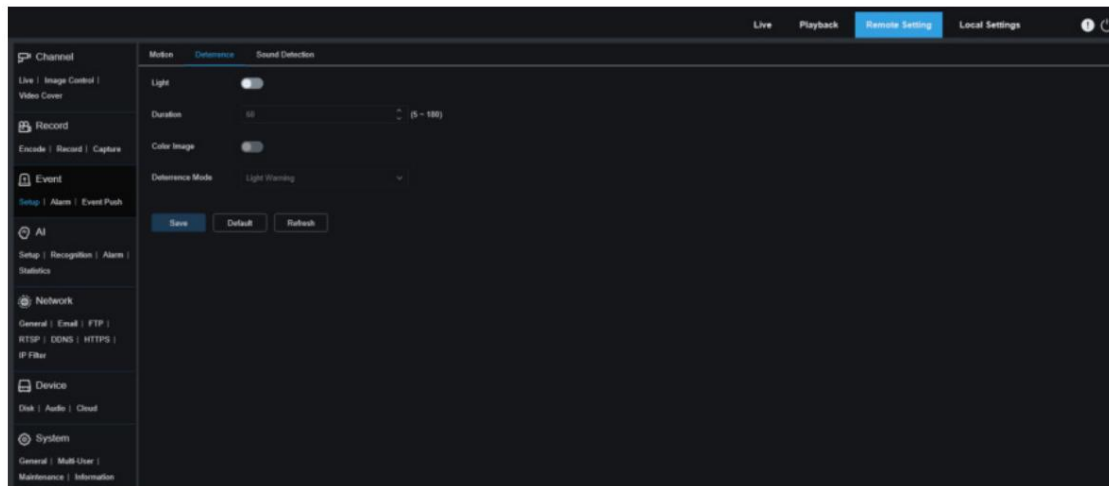 Live Playback Remote Setting Local Settings
Channel
Live | Image Control |
Video Cover
Record
Encode | Record | Capture
Event
Setup | Alarm | Event Push
AI
Setup | Recognition | Alarm |
Statistics
Network
General | Email | FTP |
RTSP | DDNS | HTTPS |
IP Filter
Device
Disk | Audio | Cloud
System
General | Multi-User |
Maintenance | Information
Motion Deterrence Sound Detection
Light
Duration 60 (5 ~ 180)
Color Image
Deterrence Mode Light Warning
Save Default Refresh